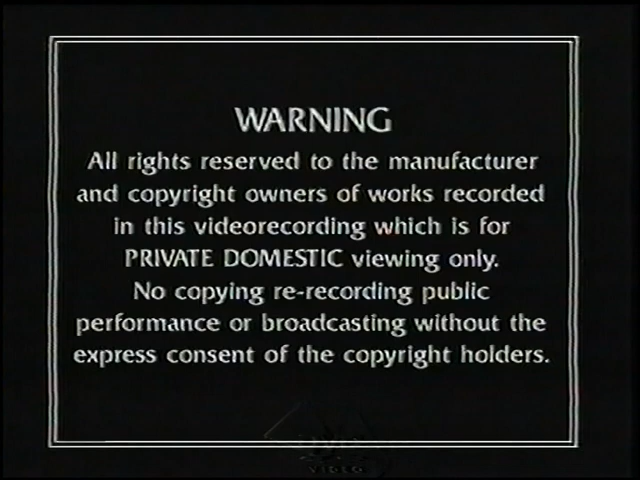 WARNING
All rights reserved to the manufacturer
and copyright owners of works recorded
in this videorecording which is for
PRIVATE DOMESTIC viewing only.
No copying re-recording public
performance or broadcasting without the
express consent of the copyright holders.
VIDEO